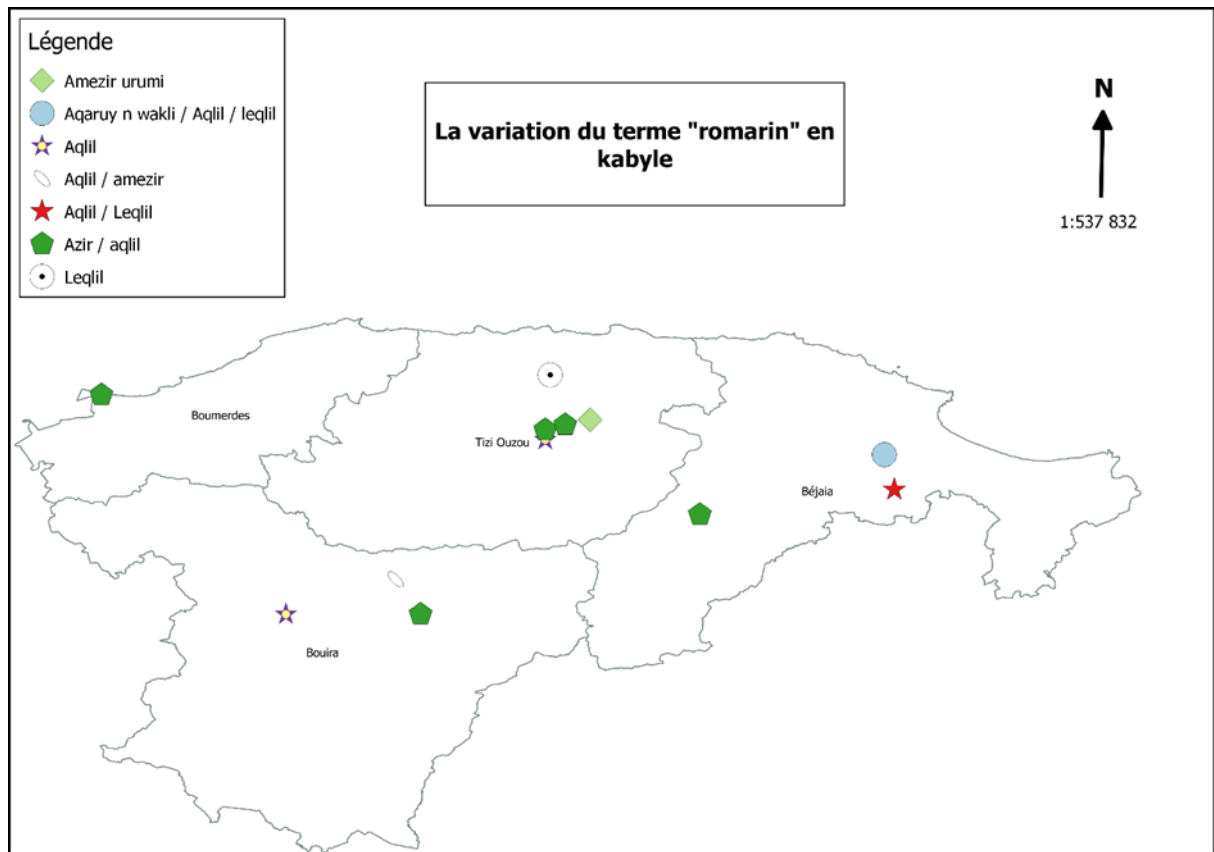 Légende
Amezir urumi
Aqaruy n wakli / Aqlil / leqlil
Aqlil
Aqlil / amezir
Aqlil / Leqlil
Azir / aqlil
Leqlil
La variation du terme "romarin" en
kabyle
N
1:537 832
Boumerdes
Tizi Ouzou
Béjaia
Bouira